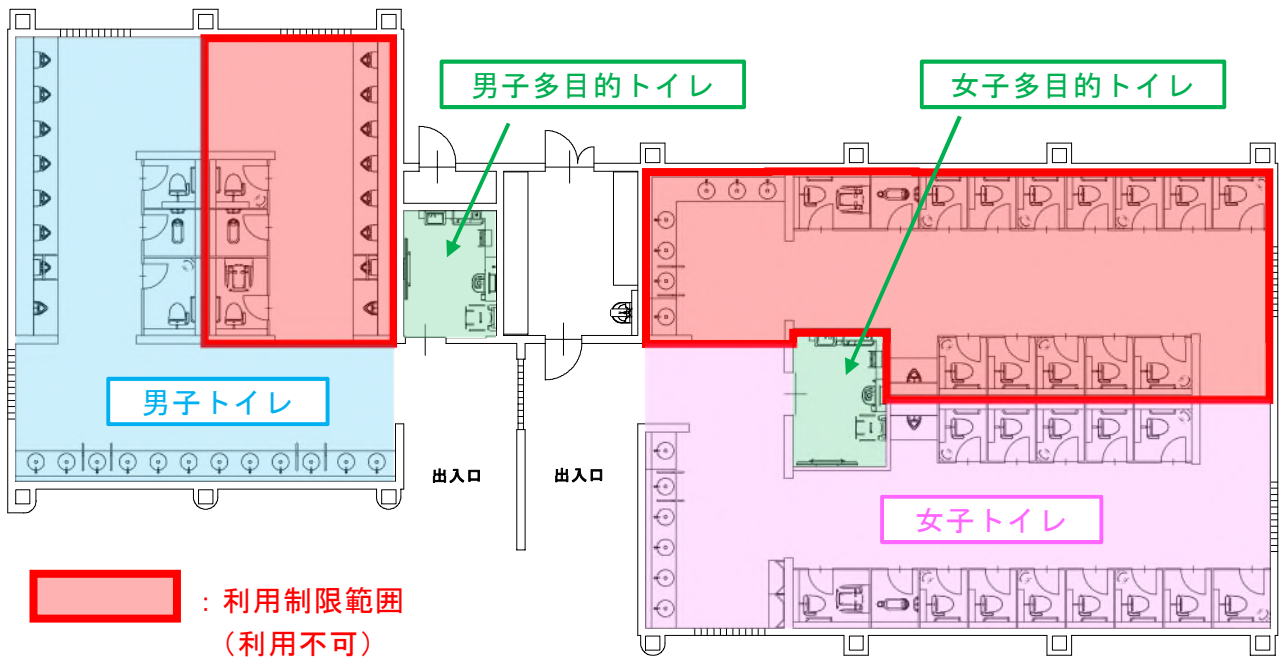 男子多目的トイレ
女子多目的トイレ
男子トイレ
出入口
出入口
女子トイレ
：利用制限範囲
（利用不可）